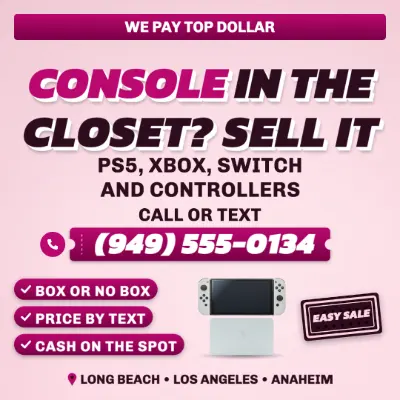 WE PAY TOP DOLLAR
CONSOLE IN THE
CLOSET? SELL IT
PS5, XBOX, SWITCH
AND CONTROLLERS
CALL OR TEXT
(949) 555-0134
BOX OR NO BOX
PRICE BY TEXT
CASH ON THE SPOT
EASY SALE
LONG BEACH • LOS ANGELES • ANAHEIM